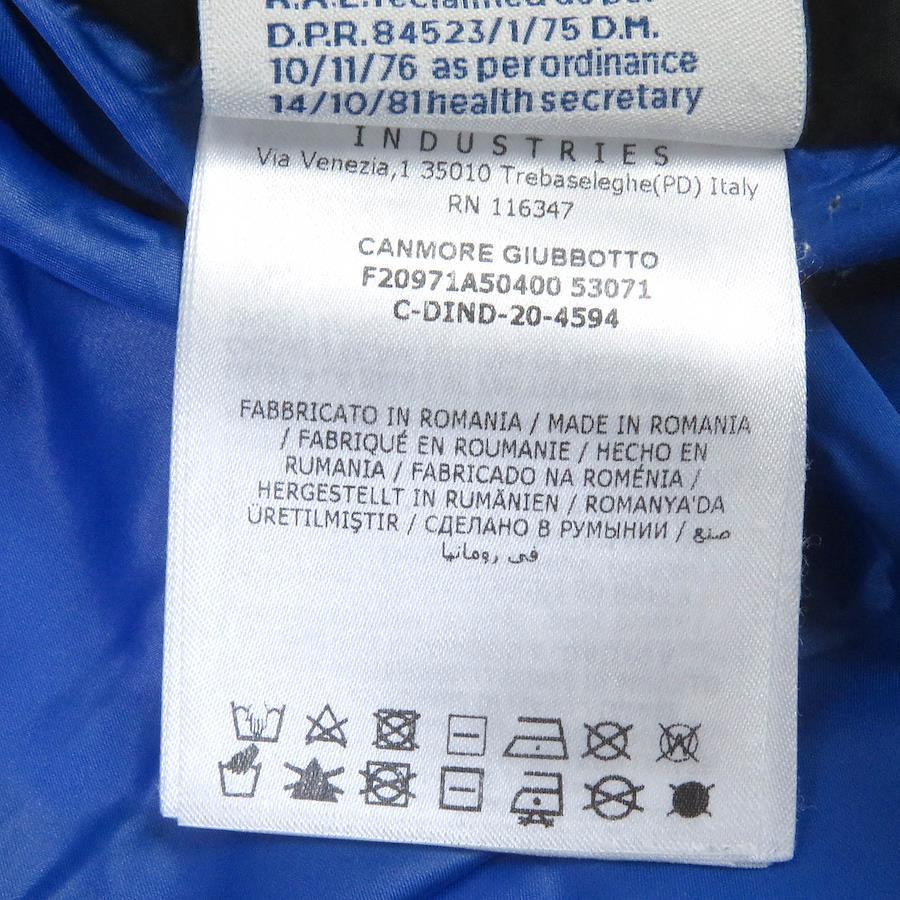 R.A.E. reclaimed as per
D.P.R. 84523/1/75 D.M.
10/11/76 as per ordinance
14/10/81 health secretary
INDUSTRIES
Via Venezia,1 35010 Trebaseleghe(PD) Italy
RN 116347
CANMORE GIUBBOTTO
F20971A50400 53071
C-DIND-20-4594
FABBRICATO IN ROMANIA / MADE IN ROMANIA
/ FABRIQUÉ EN ROUMANIE / HECHO EN
RUMANIA / FABRICADO NA ROMÉNIA /
HERGESTELLT IN RUMÄNIEN / ROMANYA'DA
ÜRETILMIŞTIR / СДЕЛАНО В РУМЫНИИ / صنع
في رومانيا